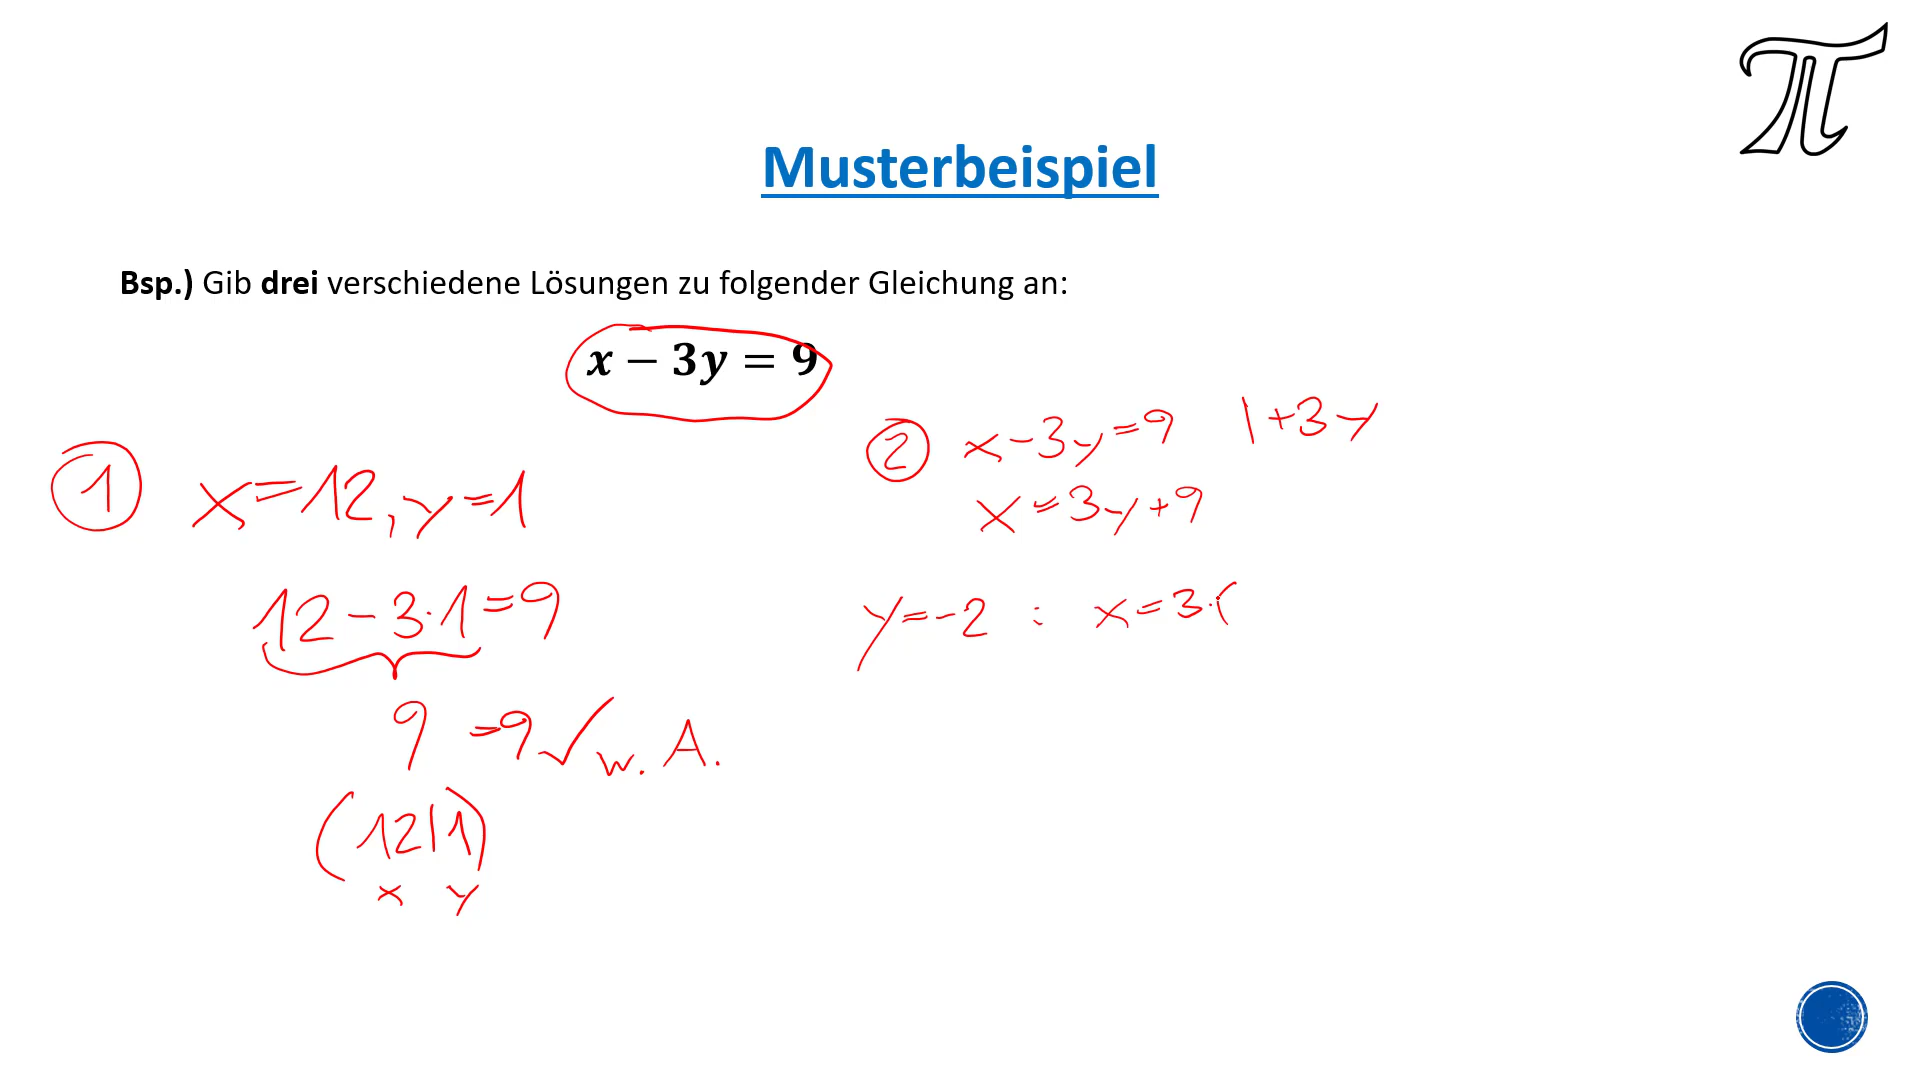 Musterbeispiel
Bsp.) Gib drei verschiedene Lösungen zu folgender Gleichung an:
x − 3y = 9
① x=12, y=1
12 − 3·1 = 9
9 = 9 ✓ w. A.
(12|1)
x y
② x−3y=9 |+3y
x=3y+9
y=−2 : x=3·(